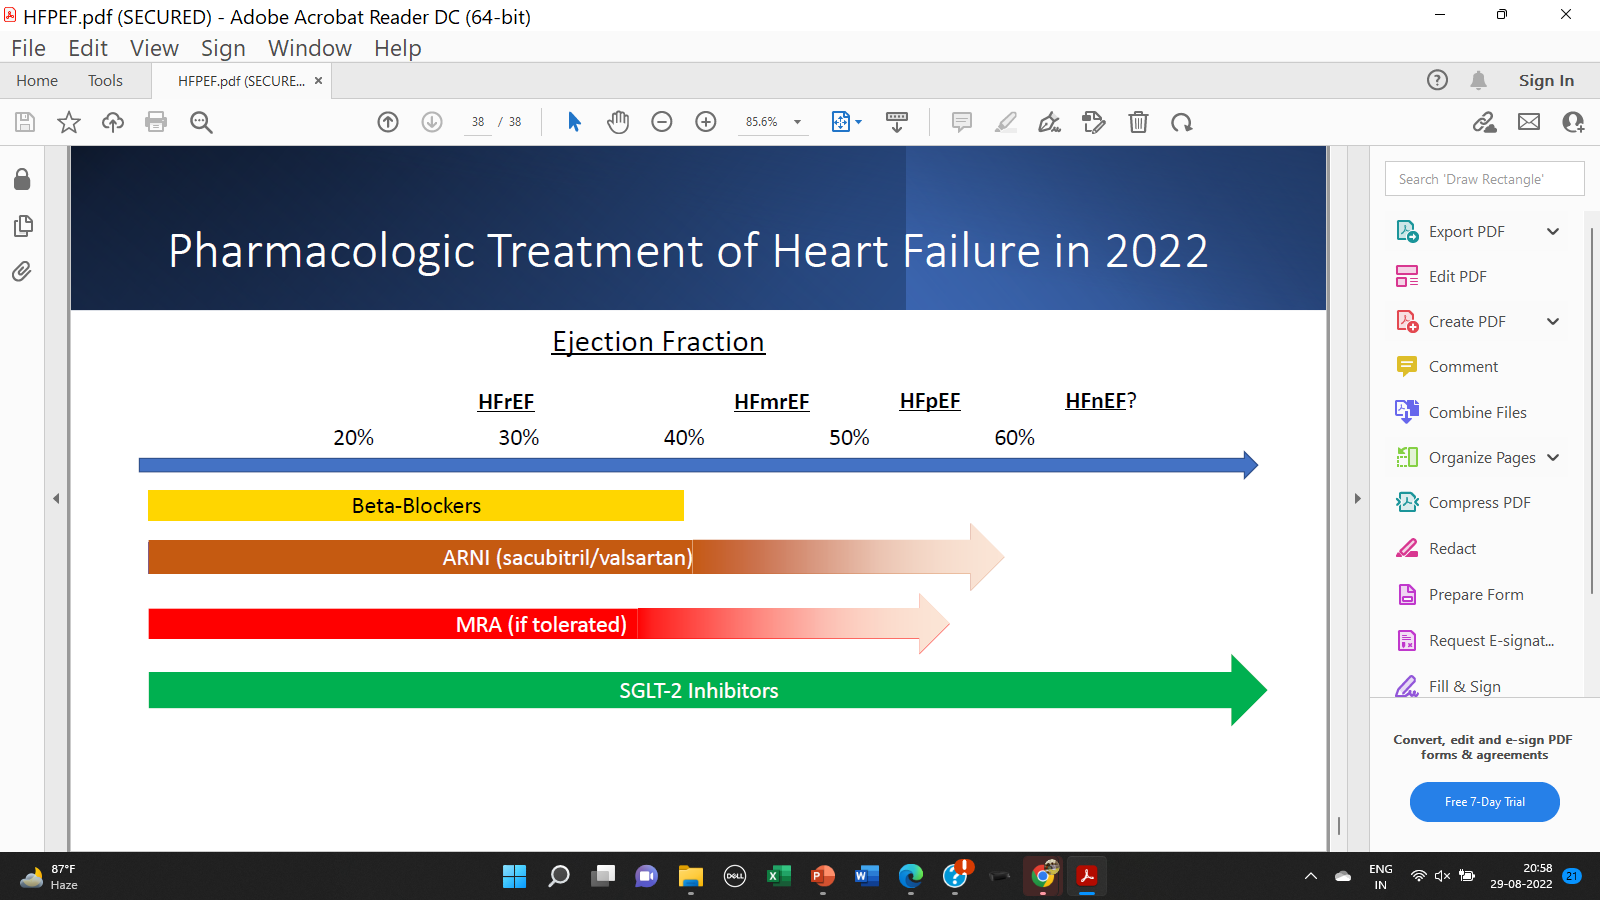 HFPEF.pdf (SECURED) - Adobe Acrobat Reader DC (64-bit)
File Edit View Sign Window Help
Home Tools HFPEF.pdf (SECURE... × Sign In
38 / 38 85.6%
Search 'Draw Rectangle'
Export PDF
Edit PDF
Create PDF
Comment
Combine Files
Organize Pages
Compress PDF
Redact
Prepare Form
Request E-signat...
Fill & Sign
Convert, edit and e-sign PDF
forms & agreements
Free 7-Day Trial
Pharmacologic Treatment of Heart Failure in 2022
Ejection Fraction
HFrEF HFmrEF HFpEF HFnEF?
20% 30% 40% 50% 60%
Beta-Blockers
ARNI (sacubitril/valsartan)
MRA (if tolerated)
SGLT-2 Inhibitors
87°F
Haze
DELL
ENG
IN
20:58
29-08-2022
21